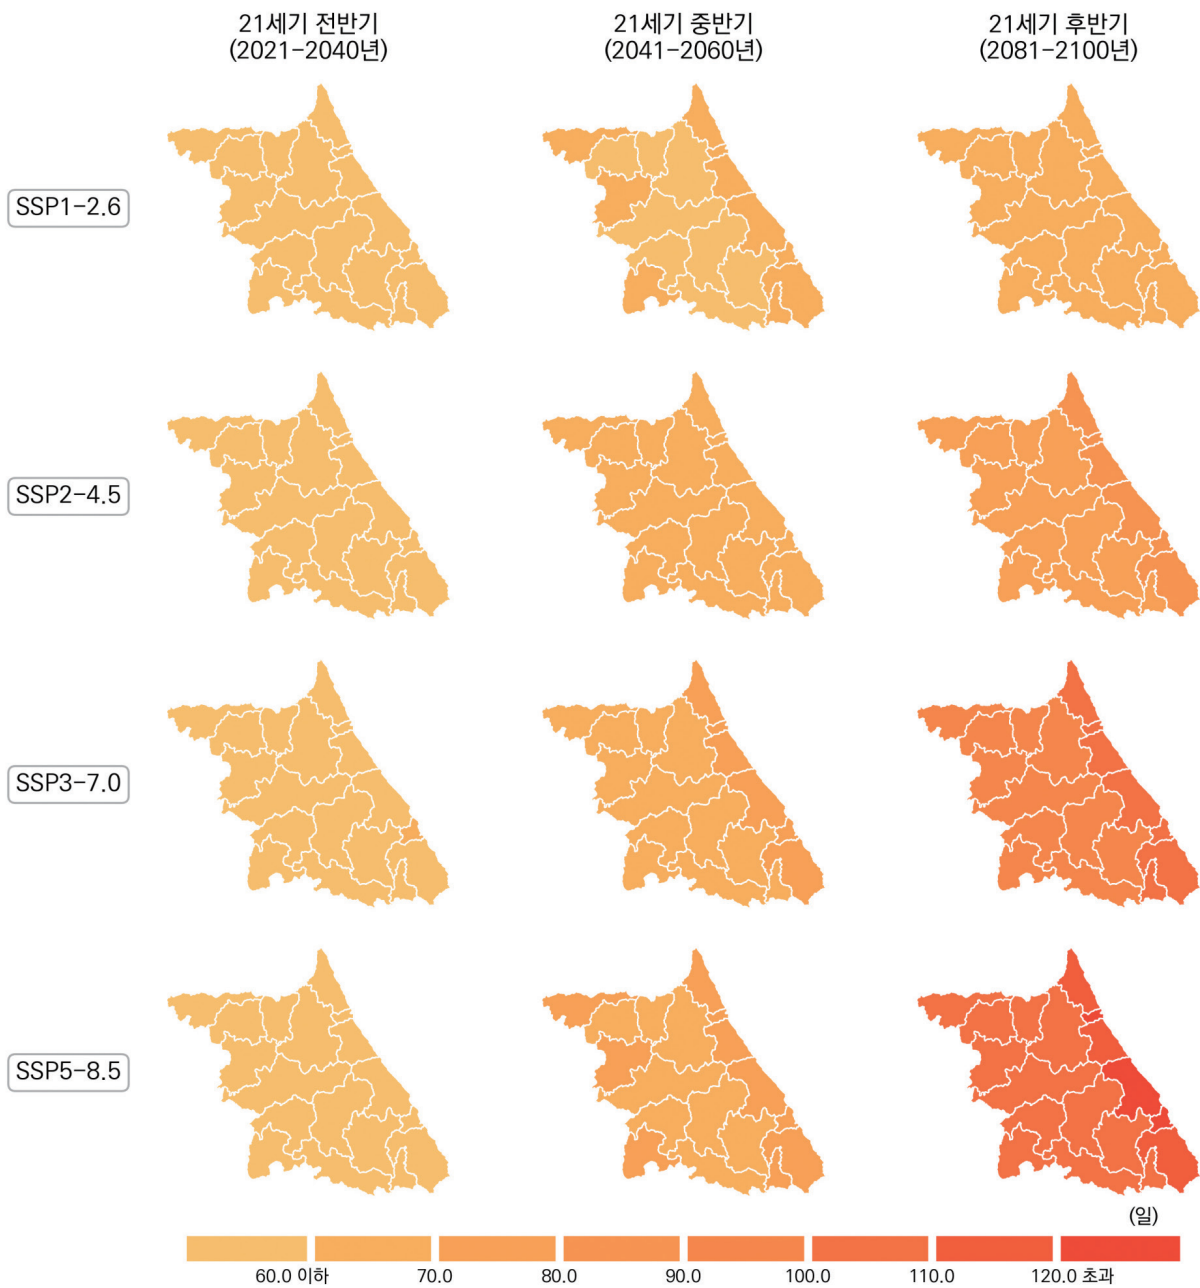 21세기 전반기
(2021-2040년)
21세기 중반기
(2041-2060년)
21세기 후반기
(2081-2100년)
SSP1-2.6
SSP2-4.5
SSP3-7.0
SSP5-8.5
(일)
60.0 이하 70.0 80.0 90.0 100.0 110.0 120.0 초과